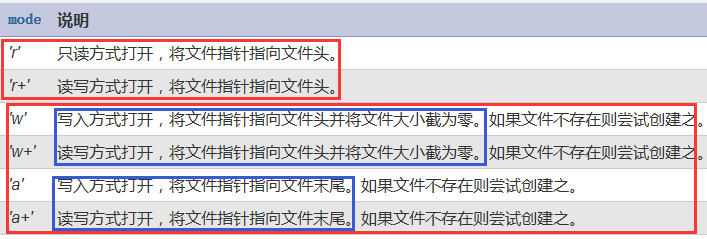 mode 说明
'r' 只读方式打开，将文件指针指向文件头。
'r+' 读写方式打开，将文件指针指向文件头。
'w' 写入方式打开，将文件指针指向文件头并将文件大小截为零。如果文件不存在则尝试创建之。
'w+' 读写方式打开，将文件指针指向文件头并将文件大小截为零。如果文件不存在则尝试创建之。
'a' 写入方式打开，将文件指针指向文件末尾。如果文件不存在则尝试创建之。
'a+' 读写方式打开，将文件指针指向文件末尾。如果文件不存在则尝试创建之。